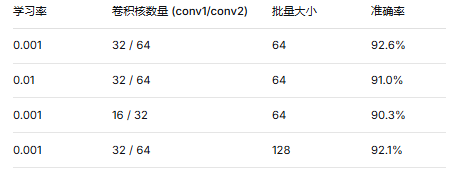 学习率 卷积核数量 (conv1/conv2) 批量大小 准确率
0.001 32 / 64 64 92.6%
0.01 32 / 64 64 91.0%
0.001 16 / 32 64 90.3%
0.001 32 / 64 128 92.1%